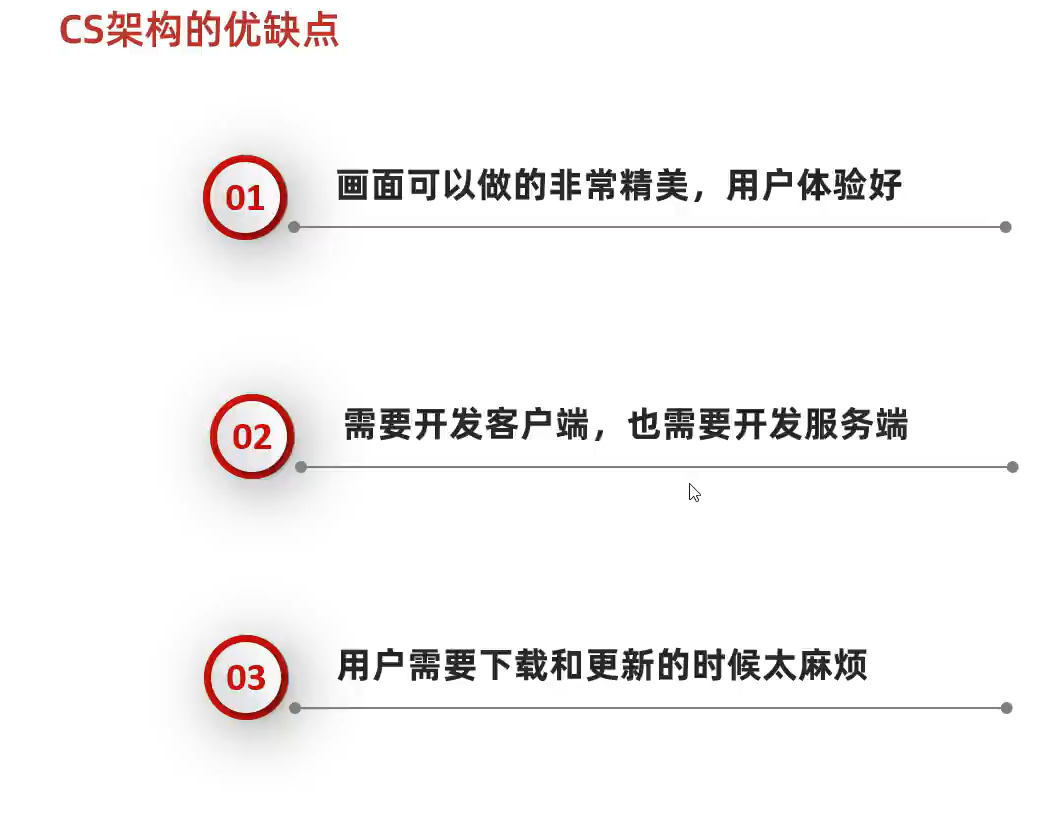 CS架构的优缺点
01
画面可以做的非常精美，用户体验好
02
需要开发客户端，也需要开发服务端
03
用户需要下载和更新的时候太麻烦